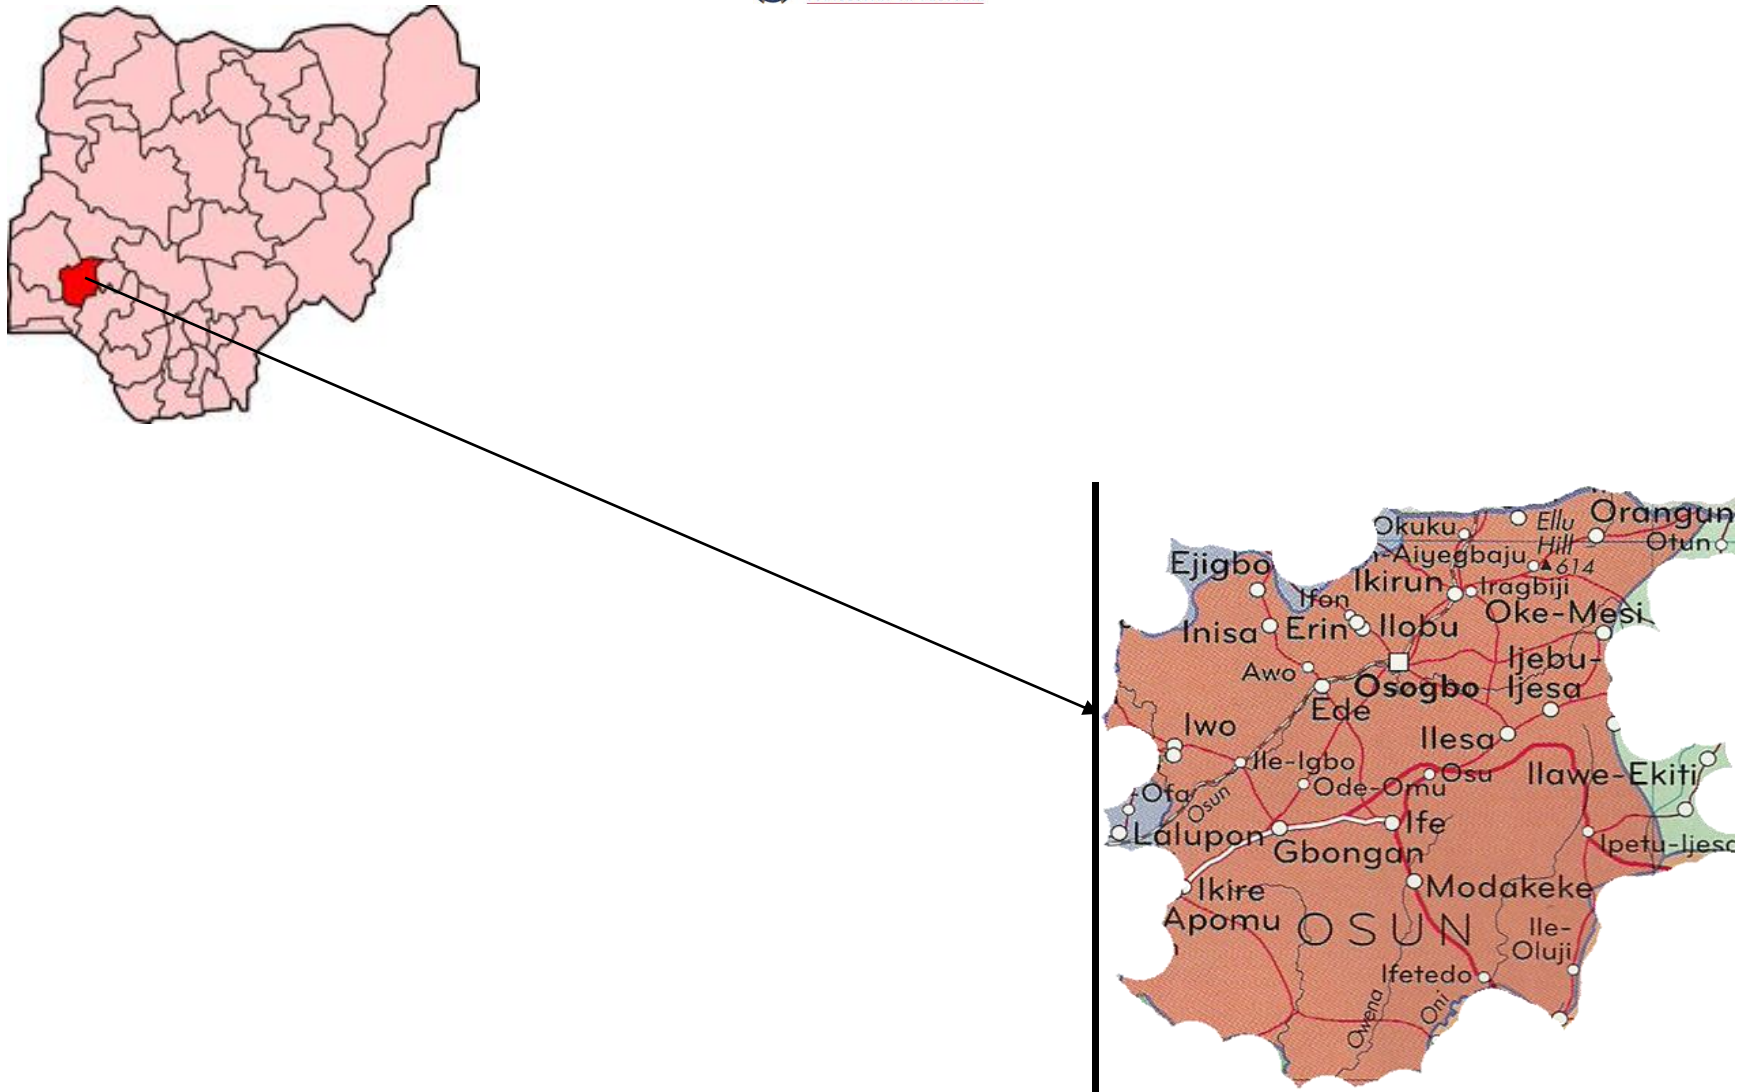 Okuku
Ellu
Hill
Orangun
Otun
-Aiyegbaju
614
Ejigbo
Ikirun
Iragbiji
Ifon
Oke-Mesi
Inisa
Erin
Ilobu
Awo
Ijebu-
Ijesa
Osogbo
Ede
Iwo
Ilesa
Ile-Igbo
Osu
Ilawe-Ekiti
Ode-Omu
-Ofa
Osun
Lalupon
Ife
Gbongan
Ipetu-Ijesa
Ikire
Modakeke
Apomu
OSUN
Ile-
Oluji
Ifetedo
Owena
Oni